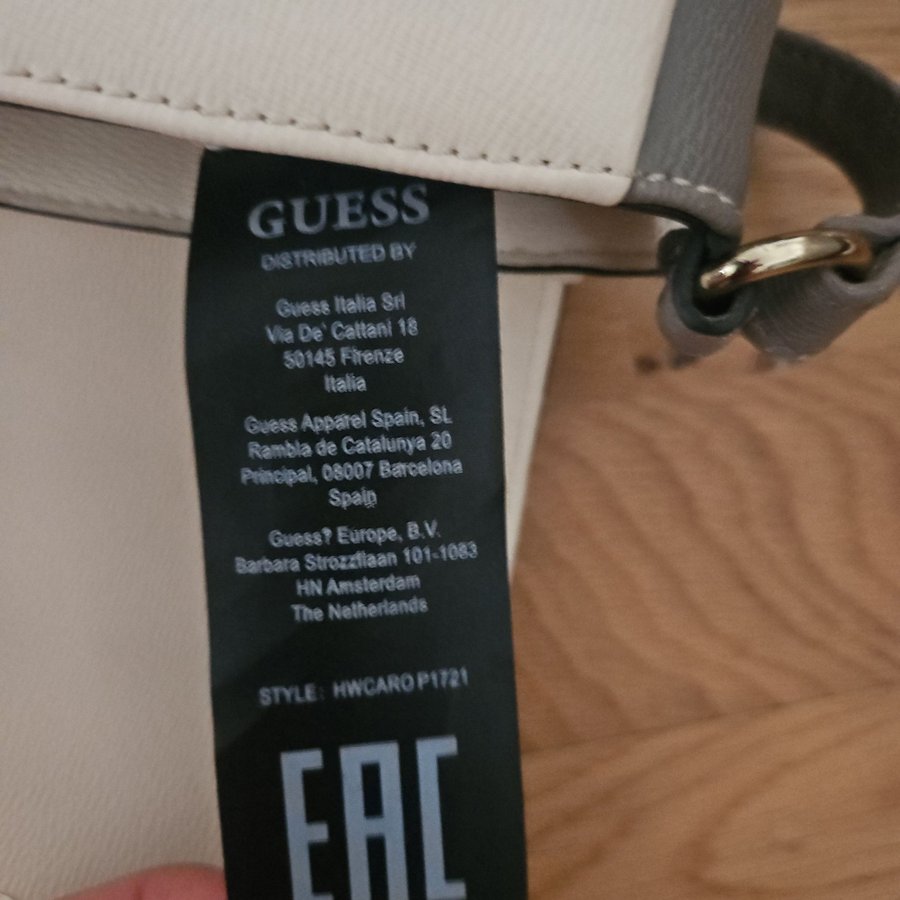 GUESS
DISTRIBUTED BY
Guess Italia Srl
Via De' Cattani 18
50145 Firenze
Italia
Guess Apparel Spain, SL
Rambla de Catalunya 20
Principal, 08007 Barcelona
Spain
Guess? Europe, B.V.
Barbara Strozzilaan 101-1083
HN Amsterdam
The Netherlands
STYLE: HWCARO P1721
EAC